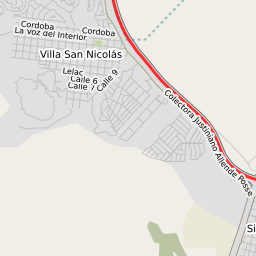 Cordoba
Cordoba
La voz del Interior
Villa San Nicolás
Lelac
Calle 9
Calle 6
Calle 7
Colectora Justiniano Allende Posse
Si